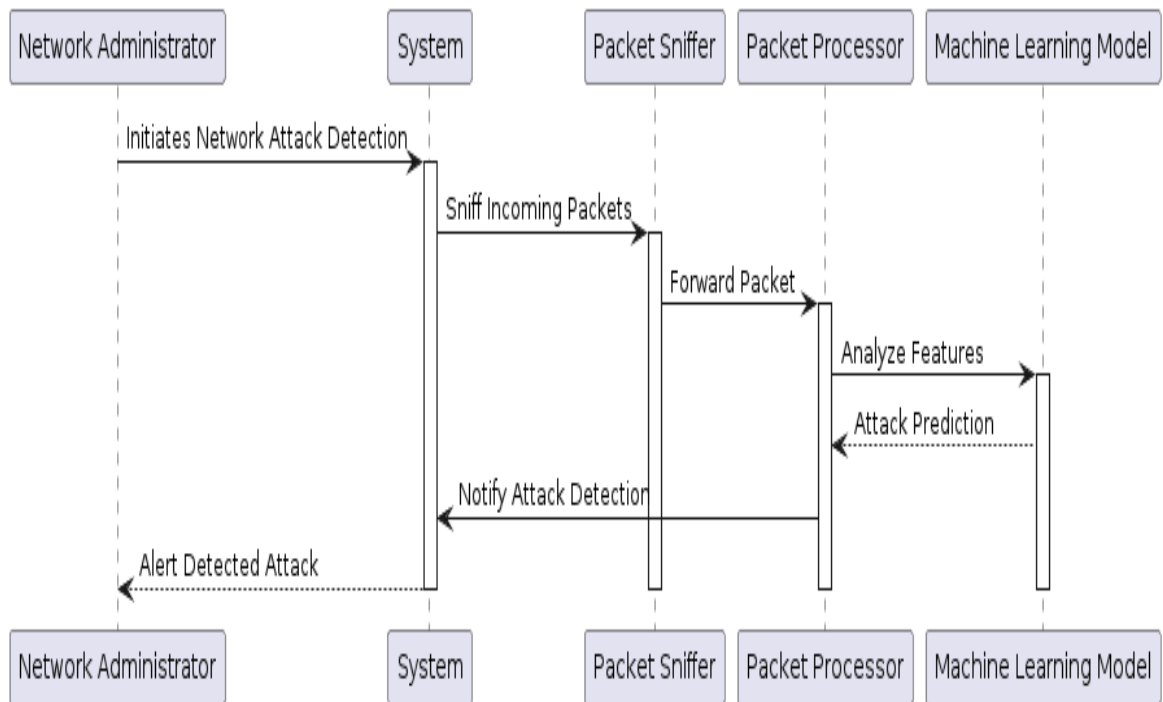 Network Administrator
System
Packet Sniffer
Packet Processor
Machine Learning Model
Initiates Network Attack Detection
Sniff Incoming Packets
Forward Packet
Analyze Features
Attack Prediction
Notify Attack Detection
Alert Detected Attack
Network Administrator
System
Packet Sniffer
Packet Processor
Machine Learning Model